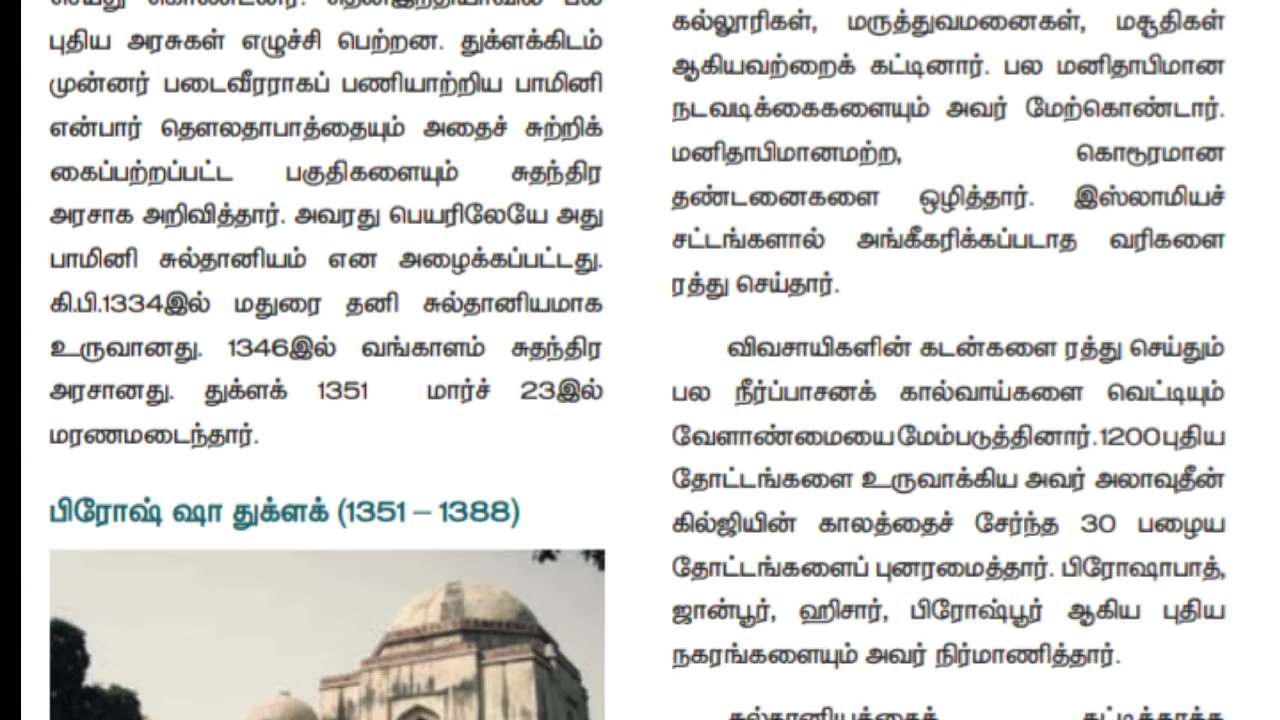 புதிய அரசுகள் எழுச்சி பெற்றன. துக்ளக்கிடம்
முன்னர் படைவீரராகப் பணியாற்றிய பாமினி
என்பார் தௌலதாபாத்தையும் அதைச் சுற்றிக்
கைப்பற்றப்பட்ட பகுதிகளையும் சுதந்திர
அரசாக அறிவித்தார். அவரது பெயரிலேயே அது
பாமினி சுல்தானியம் என அழைக்கப்பட்டது.
கி.பி.1334இல் மதுரை தனி சுல்தானியமாக
உருவானது. 1346இல் வங்காளம் சுதந்திர
அரசானது. துக்ளக் 1351 மார்ச் 23இல்
மரணமடைந்தார்.
பிரோஷ் ஷா துக்ளக் (1351 – 1388)
கல்லூரிகள், மருத்துவமனைகள், மசூதிகள்
ஆகியவற்றைக் கட்டினார். பல மனிதாபிமான
நடவடிக்கைகளையும் அவர் மேற்கொண்டார்.
மனிதாபிமானமற்ற, கொடூரமான
தண்டனைகளை ஒழித்தார். இஸ்லாமியச்
சட்டங்களால் அங்கீகரிக்கப்படாத வரிகளை
ரத்து செய்தார்.
விவசாயிகளின் கடன்களை ரத்து செய்தும்
பல நீர்ப்பாசனக் கால்வாய்களை வெட்டியும்
வேளாண்மையை மேம்படுத்தினார். 1200 புதிய
தோட்டங்களை உருவாக்கிய அவர் அலாவுதீன்
கில்ஜியின் காலத்தைச் சேர்ந்த 30 பழைய
தோட்டங்களைப் புனரமைத்தார். பிரோஷாபாத்,
ஜான்பூர், ஹிசார், பிரோஷ்பூர் ஆகிய புதிய
நகரங்களையும் அவர் நிர்மாணித்தார்.